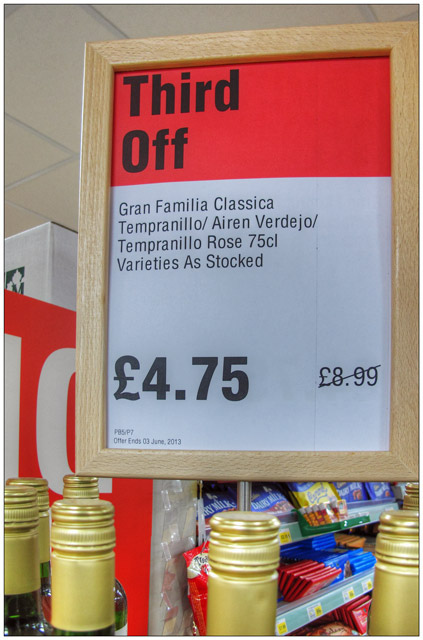 Third
Off
Gran Familia Classica
Tempranillo/ Airen Verdejo/
Tempranillo Rose 75cl
Varieties As Stocked
£4.75 £8.99
PB5/P7
Offer Ends 03 June, 2013